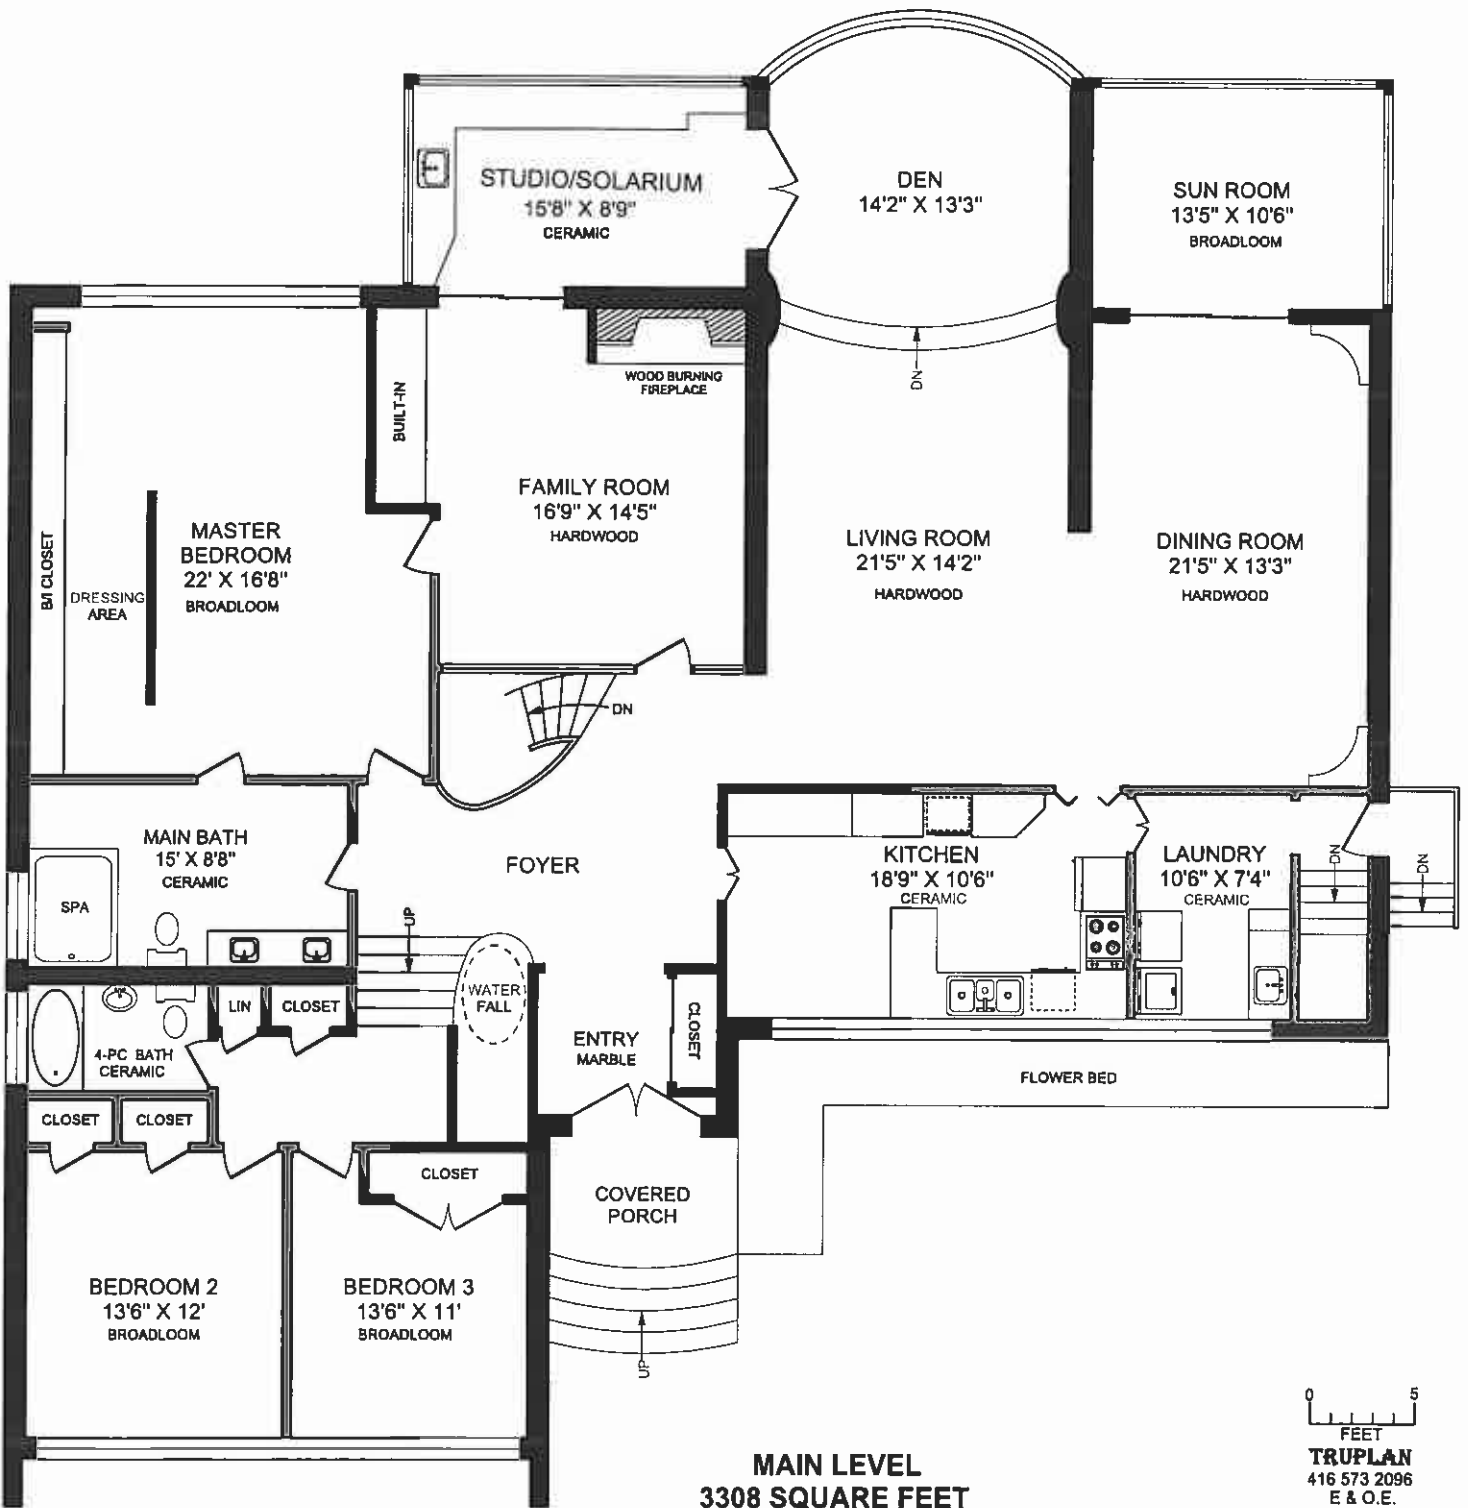 STUDIO/SOLARIUM
15'8" X 8'9"
CERAMIC
DEN
14'2" X 13'3"
SUN ROOM
13'5" X 10'6"
BROADLOOM
DN
WOOD BURNING
FIREPLACE
BUILT-IN
FAMILY ROOM
16'9" X 14'5"
HARDWOOD
MASTER
BEDROOM
22' X 16'8"
BROADLOOM
B/I CLOSET
DRESSING
AREA
LIVING ROOM
21'5" X 14'2"
HARDWOOD
DINING ROOM
21'5" X 13'3"
HARDWOOD
DN
MAIN BATH
15' X 8'8"
CERAMIC
SPA
FOYER
UP
KITCHEN
18'9" X 10'6"
CERAMIC
LAUNDRY
10'6" X 7'4"
CERAMIC
DN
DN
WATER
FALL
LIN
CLOSET
4-PC BATH
CERAMIC
ENTRY
MARBLE
CLOSET
FLOWER BED
CLOSET
CLOSET
CLOSET
COVERED
PORCH
BEDROOM 2
13'6" X 12'
BROADLOOM
BEDROOM 3
13'6" X 11'
BROADLOOM
UP
0 5
FEET
TRUPLAN
416 573 2096
E & O.E.
MAIN LEVEL
3308 SQUARE FEET